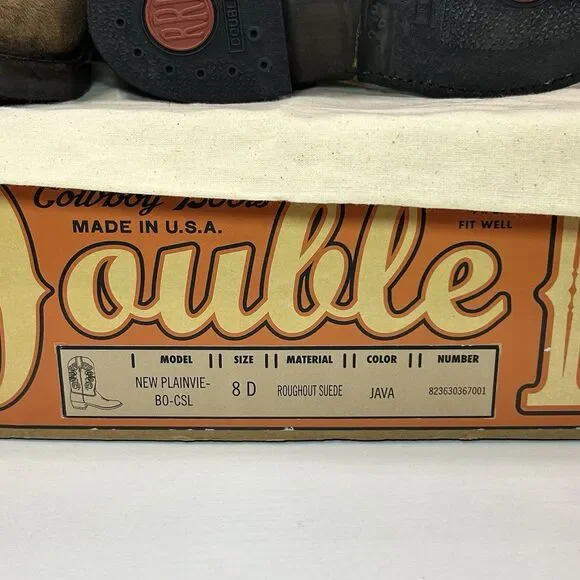 RRL
DOUBLE
Cowboy Boots
MADE IN U.S.A.
FIT WELL
Double
MODEL SIZE MATERIAL COLOR NUMBER
NEW PLAINVIE- 8 D ROUGHOUT SUEDE JAVA 823630367001
BO-CSL